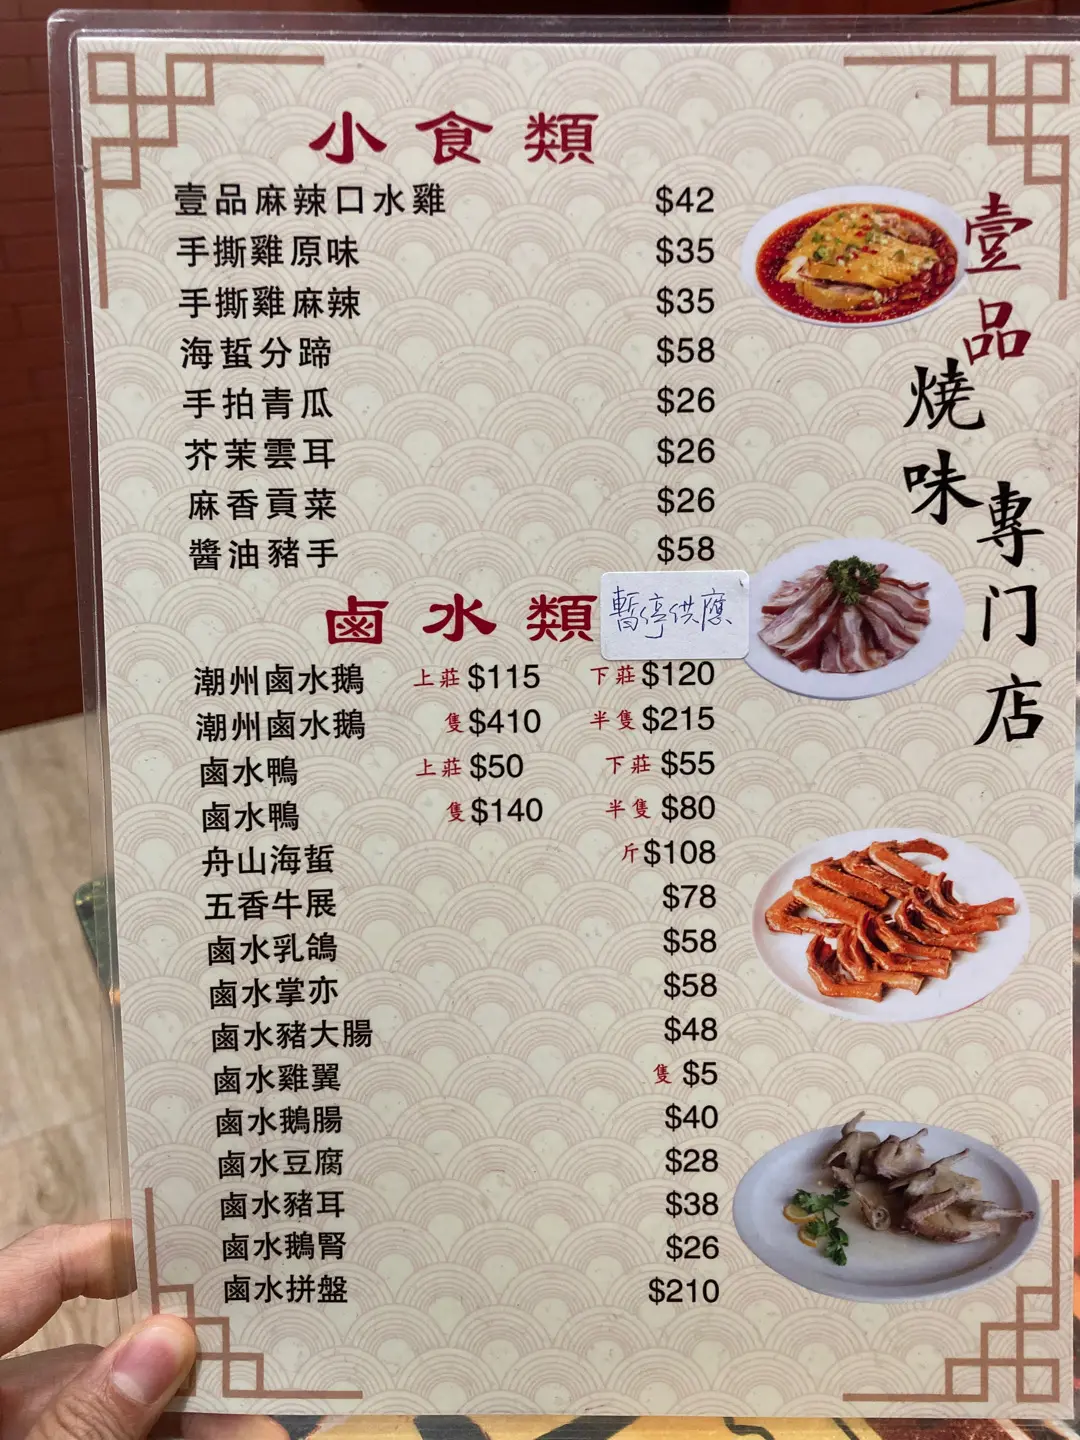 小食類
壹品麻辣口水雞 $42
手撕雞原味 $35
手撕雞麻辣 $35
海蜇分蹄 $58
手拍青瓜 $26
芥茉雲耳 $26
麻香貢菜 $26
醬油豬手 $58
鹵水類
暫停供應
潮州鹵水鵝 上莊 $115 下莊 $120
潮州鹵水鵝 隻 $410 半隻 $215
鹵水鴨 上莊 $50 下莊 $55
鹵水鴨 隻 $140 半隻 $80
舟山海蜇 斤 $108
五香牛展 $78
鹵水乳鴿 $58
鹵水掌亦 $58
鹵水豬大腸 $48
鹵水雞翼 隻 $5
鹵水鵝腸 $40
鹵水豆腐 $28
鹵水豬耳 $38
鹵水鵝腎 $26
鹵水拼盤 $210
壹品
燒味
專门店